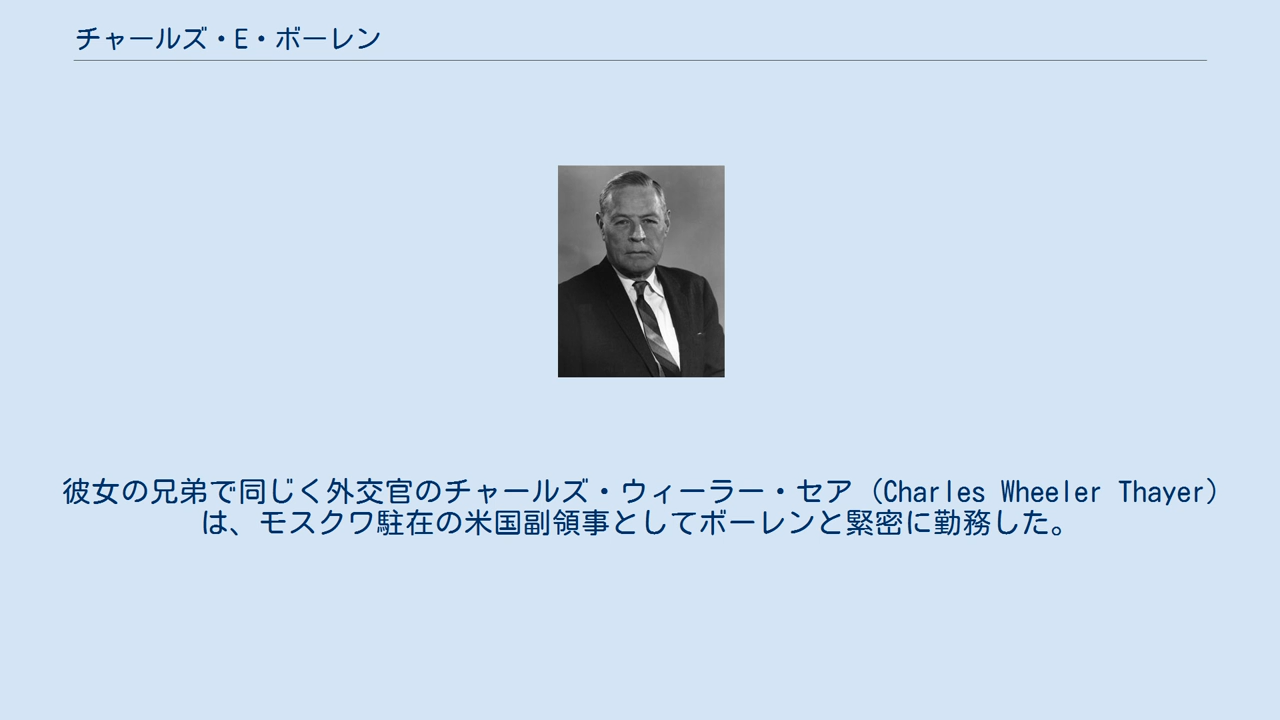 チャールズ・E・ボーレン
彼女の兄弟で同じく外交官のチャールズ・ウィーラー・セア（Charles Wheeler Thayer）
は、モスクワ駐在の米国副領事としてボーレンと緊密に勤務した。